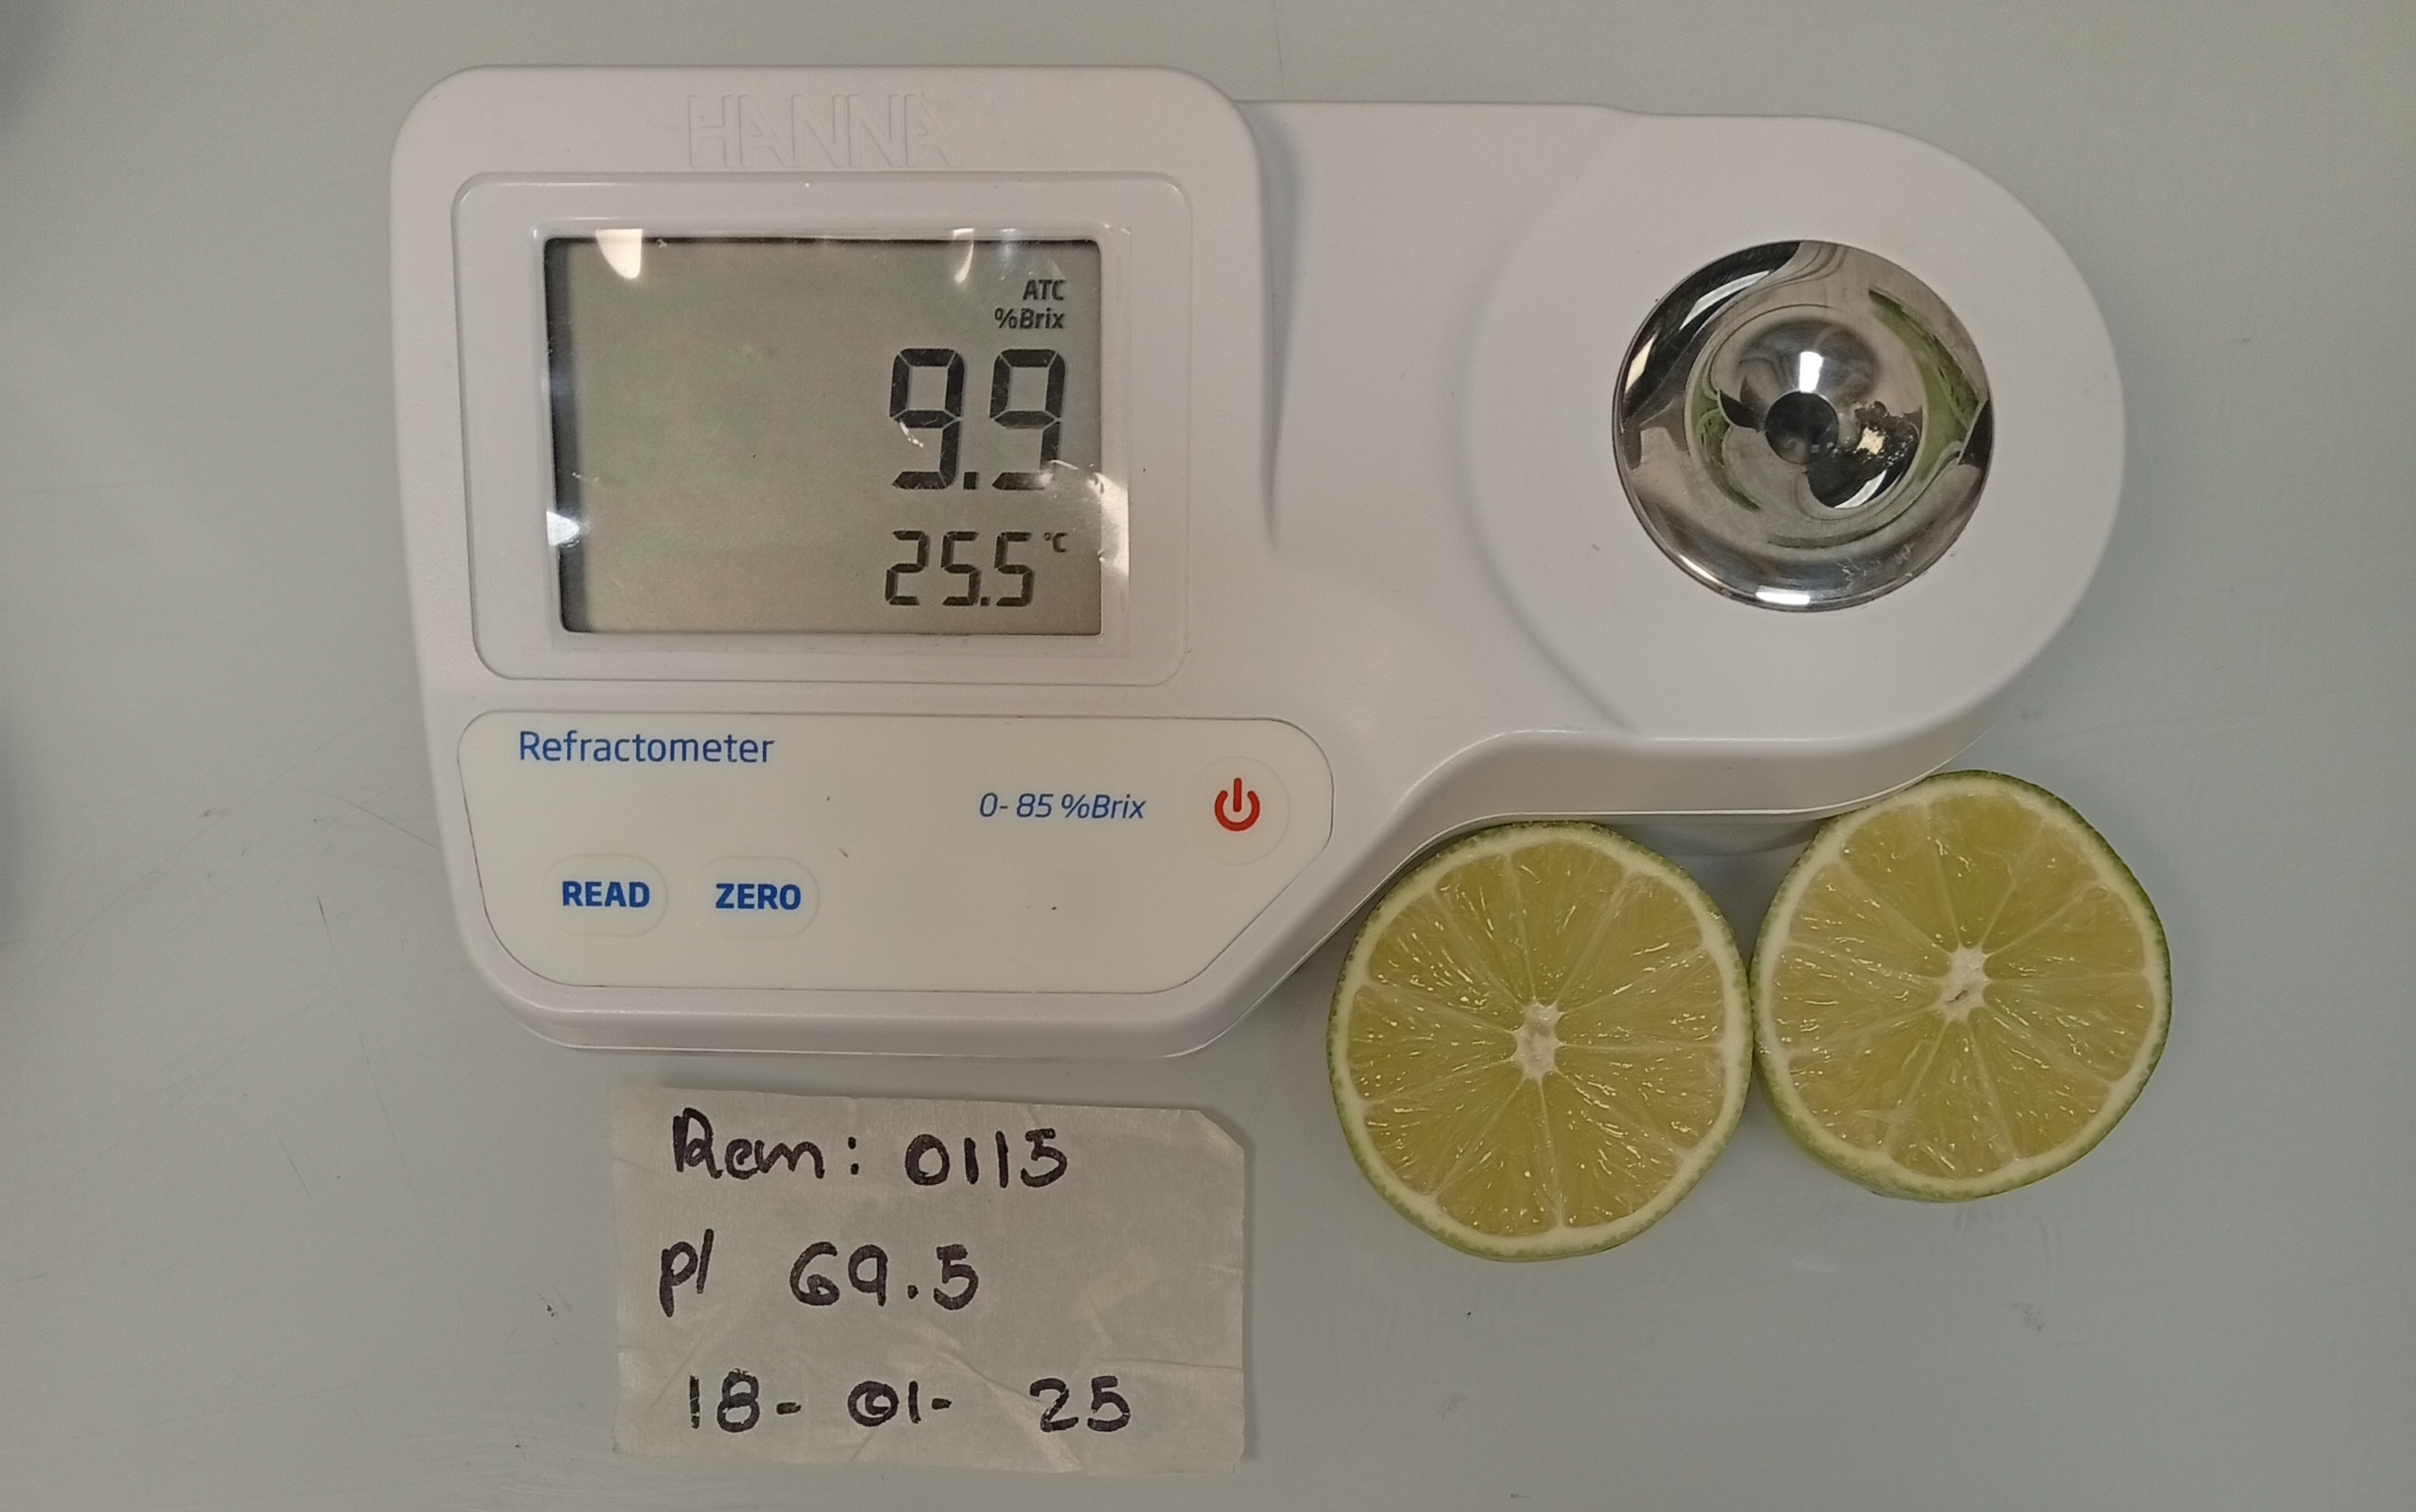 HANNA
ATC
%Brix
9.9
25.5 °C
Refractometer
0-85 %Brix
READ ZERO
Rem: 0115
pl 69.5
18-01-25